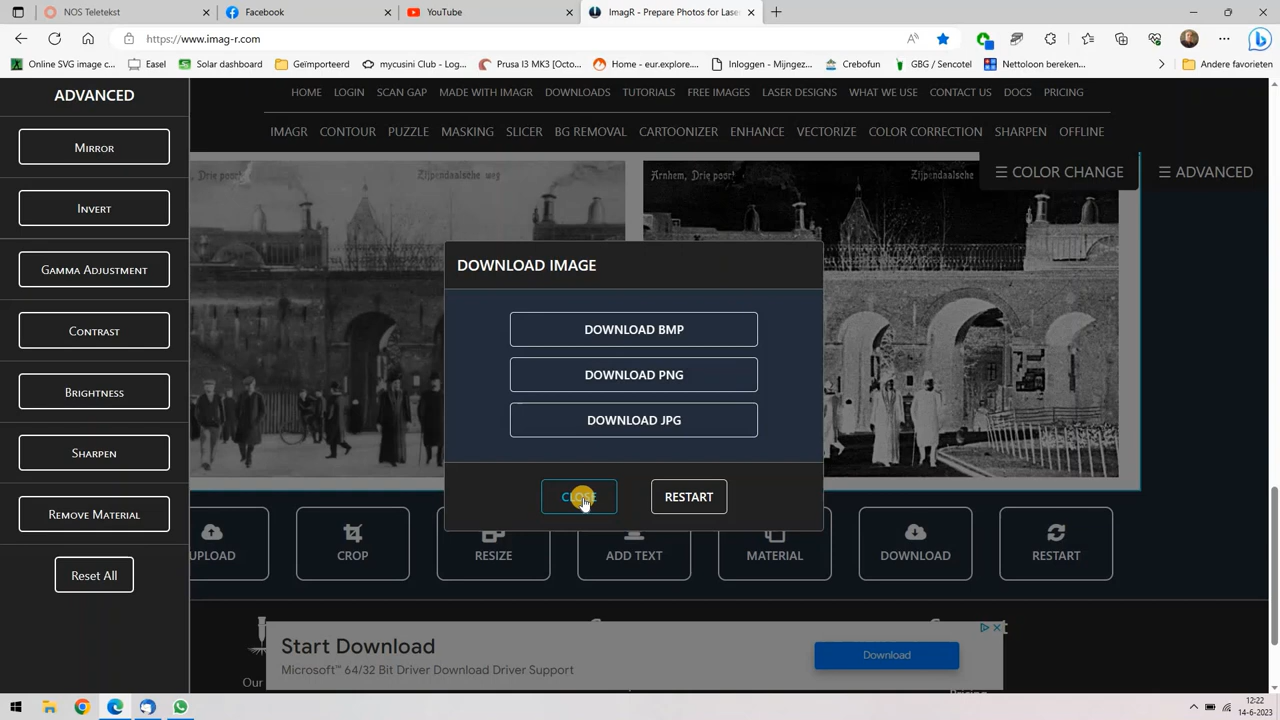 NOS Teletekst
Facebook
YouTube
ImagR - Prepare Photos for Lase
https://www.imag-r.com
Online SVG image c...
Easel
Solar dashboard
Geïmporteerd
mycusini Club - Log...
Prusa I3 MK3 [Octo...
Home - eur.explore....
Inloggen - Mijngez...
Crebofun
GBG / Sencotel
Nettoloon bereken...
Andere favorieten
ADVANCED
HOME LOGIN SCAN GAP MADE WITH IMAGR DOWNLOADS TUTORIALS FREE IMAGES LASER DESIGNS WHAT WE USE CONTACT US DOCS PRICING
IMAGR CONTOUR PUZZLE MASKING SLICER BG REMOVAL CARTOONIZER ENHANCE VECTORIZE COLOR CORRECTION SHARPEN OFFLINE
MIRROR
INVERT
GAMMA ADJUSTMENT
CONTRAST
BRIGHTNESS
SHARPEN
REMOVE MATERIAL
Reset All
COLOR CHANGE
ADVANCED
Drie poort
Zijpendaalsche weg
Arnhem, Drie poort
Zijpendaalsche
DOWNLOAD IMAGE
DOWNLOAD BMP
DOWNLOAD PNG
DOWNLOAD JPG
CLOSE
RESTART
UPLOAD
CROP
RESIZE
ADD TEXT
MATERIAL
DOWNLOAD
RESTART
Start Download
Microsoft™ 64/32 Bit Driver Download Driver Support
Download
Our
Pricing
12:22
14-6-2023